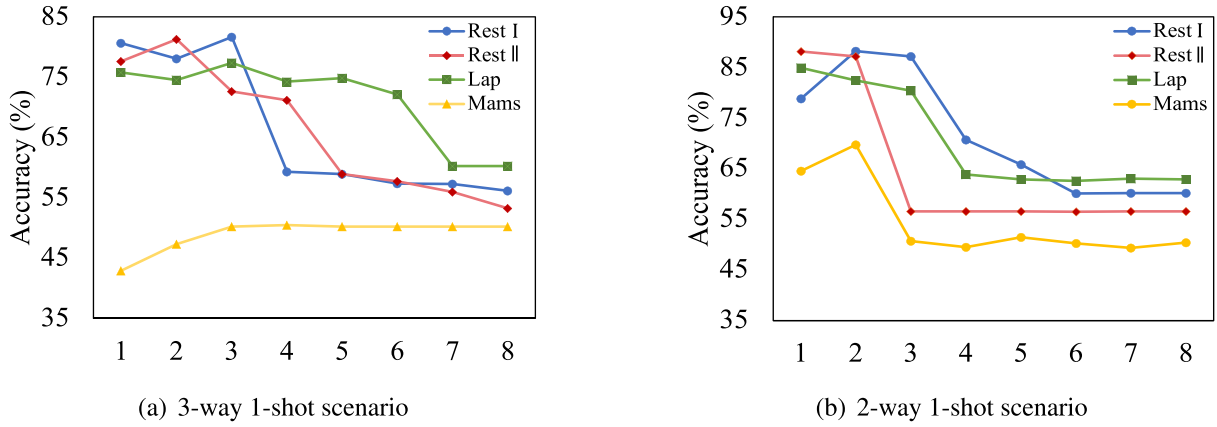 85
75
65
55
45
35
Accuracy (%)
Rest I
Rest Ⅱ
Lap
Mams
1 2 3 4 5 6 7 8
(a) 3-way 1-shot scenario
95
85
75
65
55
45
35
Accuracy (%)
Rest I
Rest Ⅱ
Lap
Mams
1 2 3 4 5 6 7 8
(b) 2-way 1-shot scenario